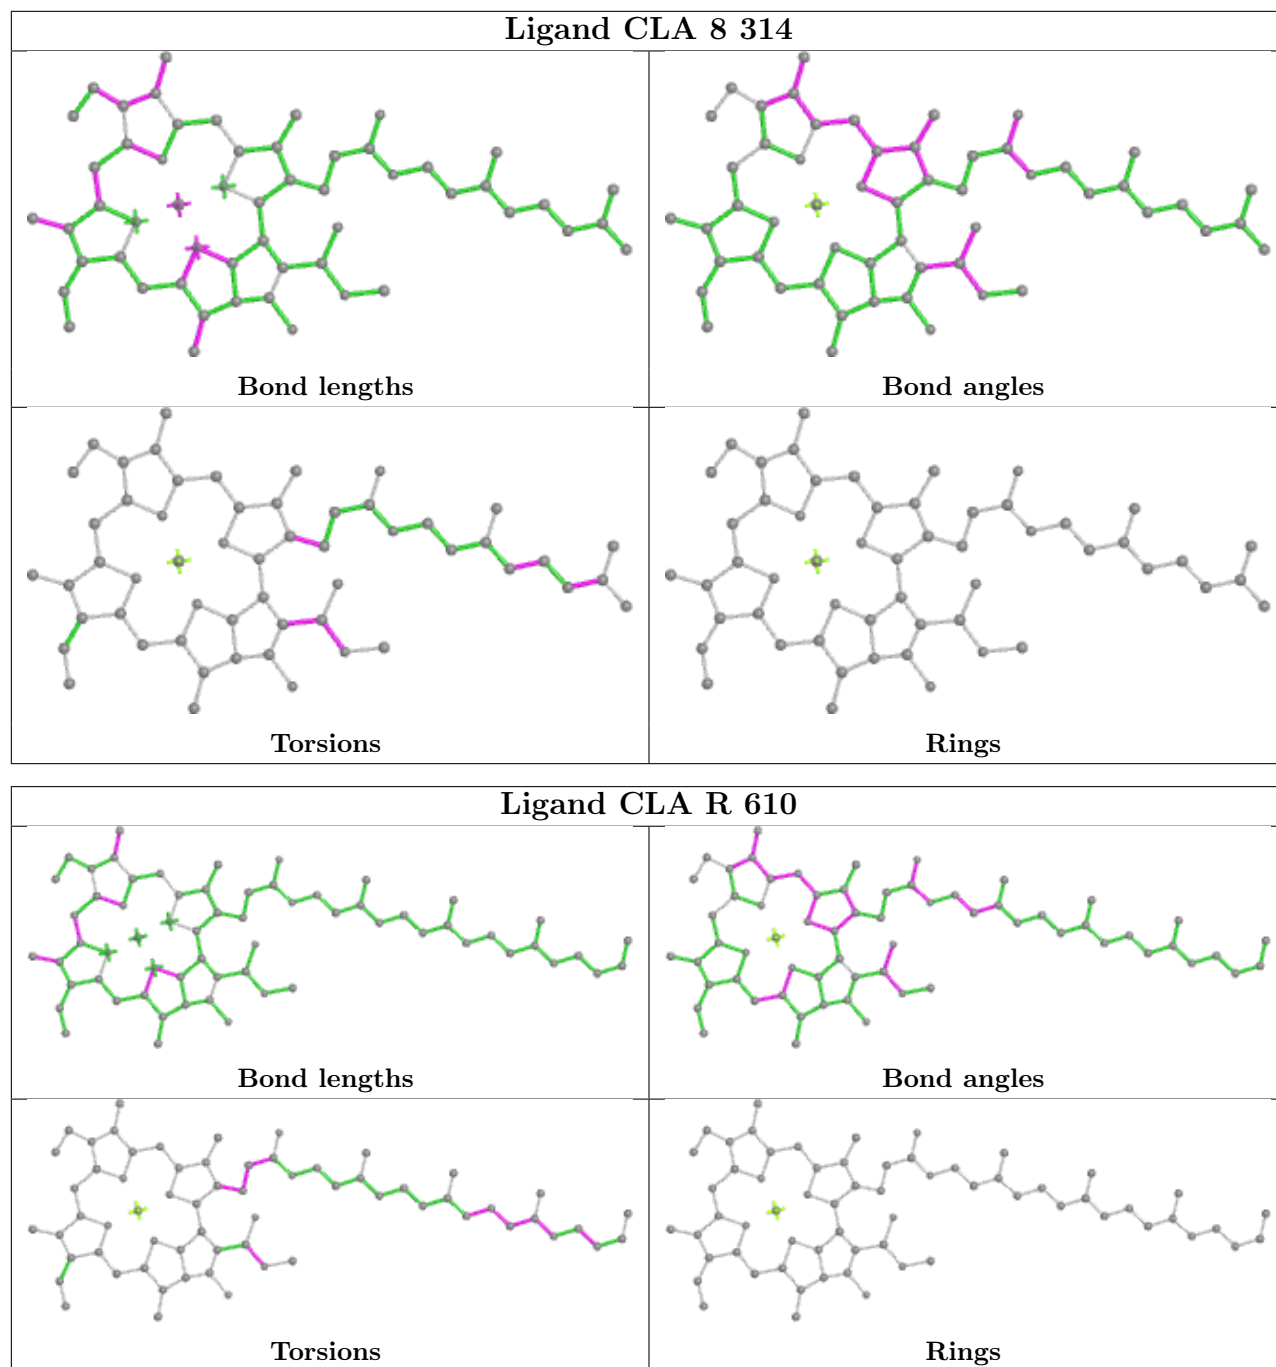 Ligand CLA 8 314
Bond lengths
Bond angles
Torsions
Rings
Ligand CLA R 610
Bond lengths
Bond angles
Torsions
Rings